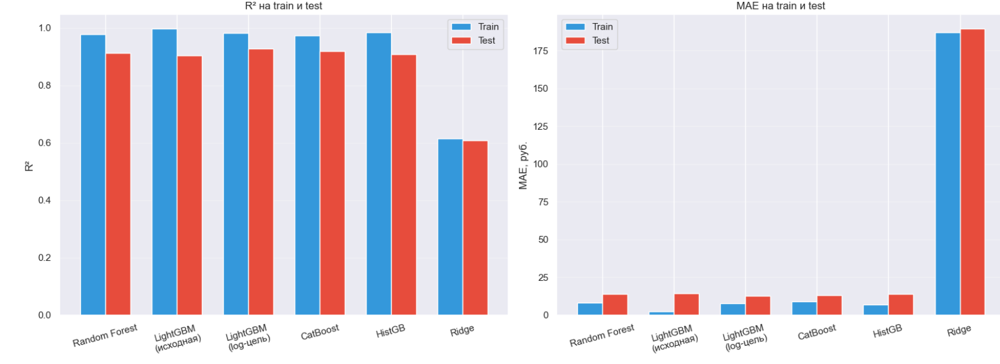 R² на train и test
1.0
0.8
0.6
0.4
0.2
0.0
R²
Train
Test
Random Forest
LightGBM
(исходная)
LightGBM
(log-цель)
CatBoost
HistGB
Ridge
MAE на train и test
175
150
125
100
75
50
25
0
MAE, руб.
Train
Test
Random Forest
LightGBM
(исходная)
LightGBM
(log-цель)
CatBoost
HistGB
Ridge